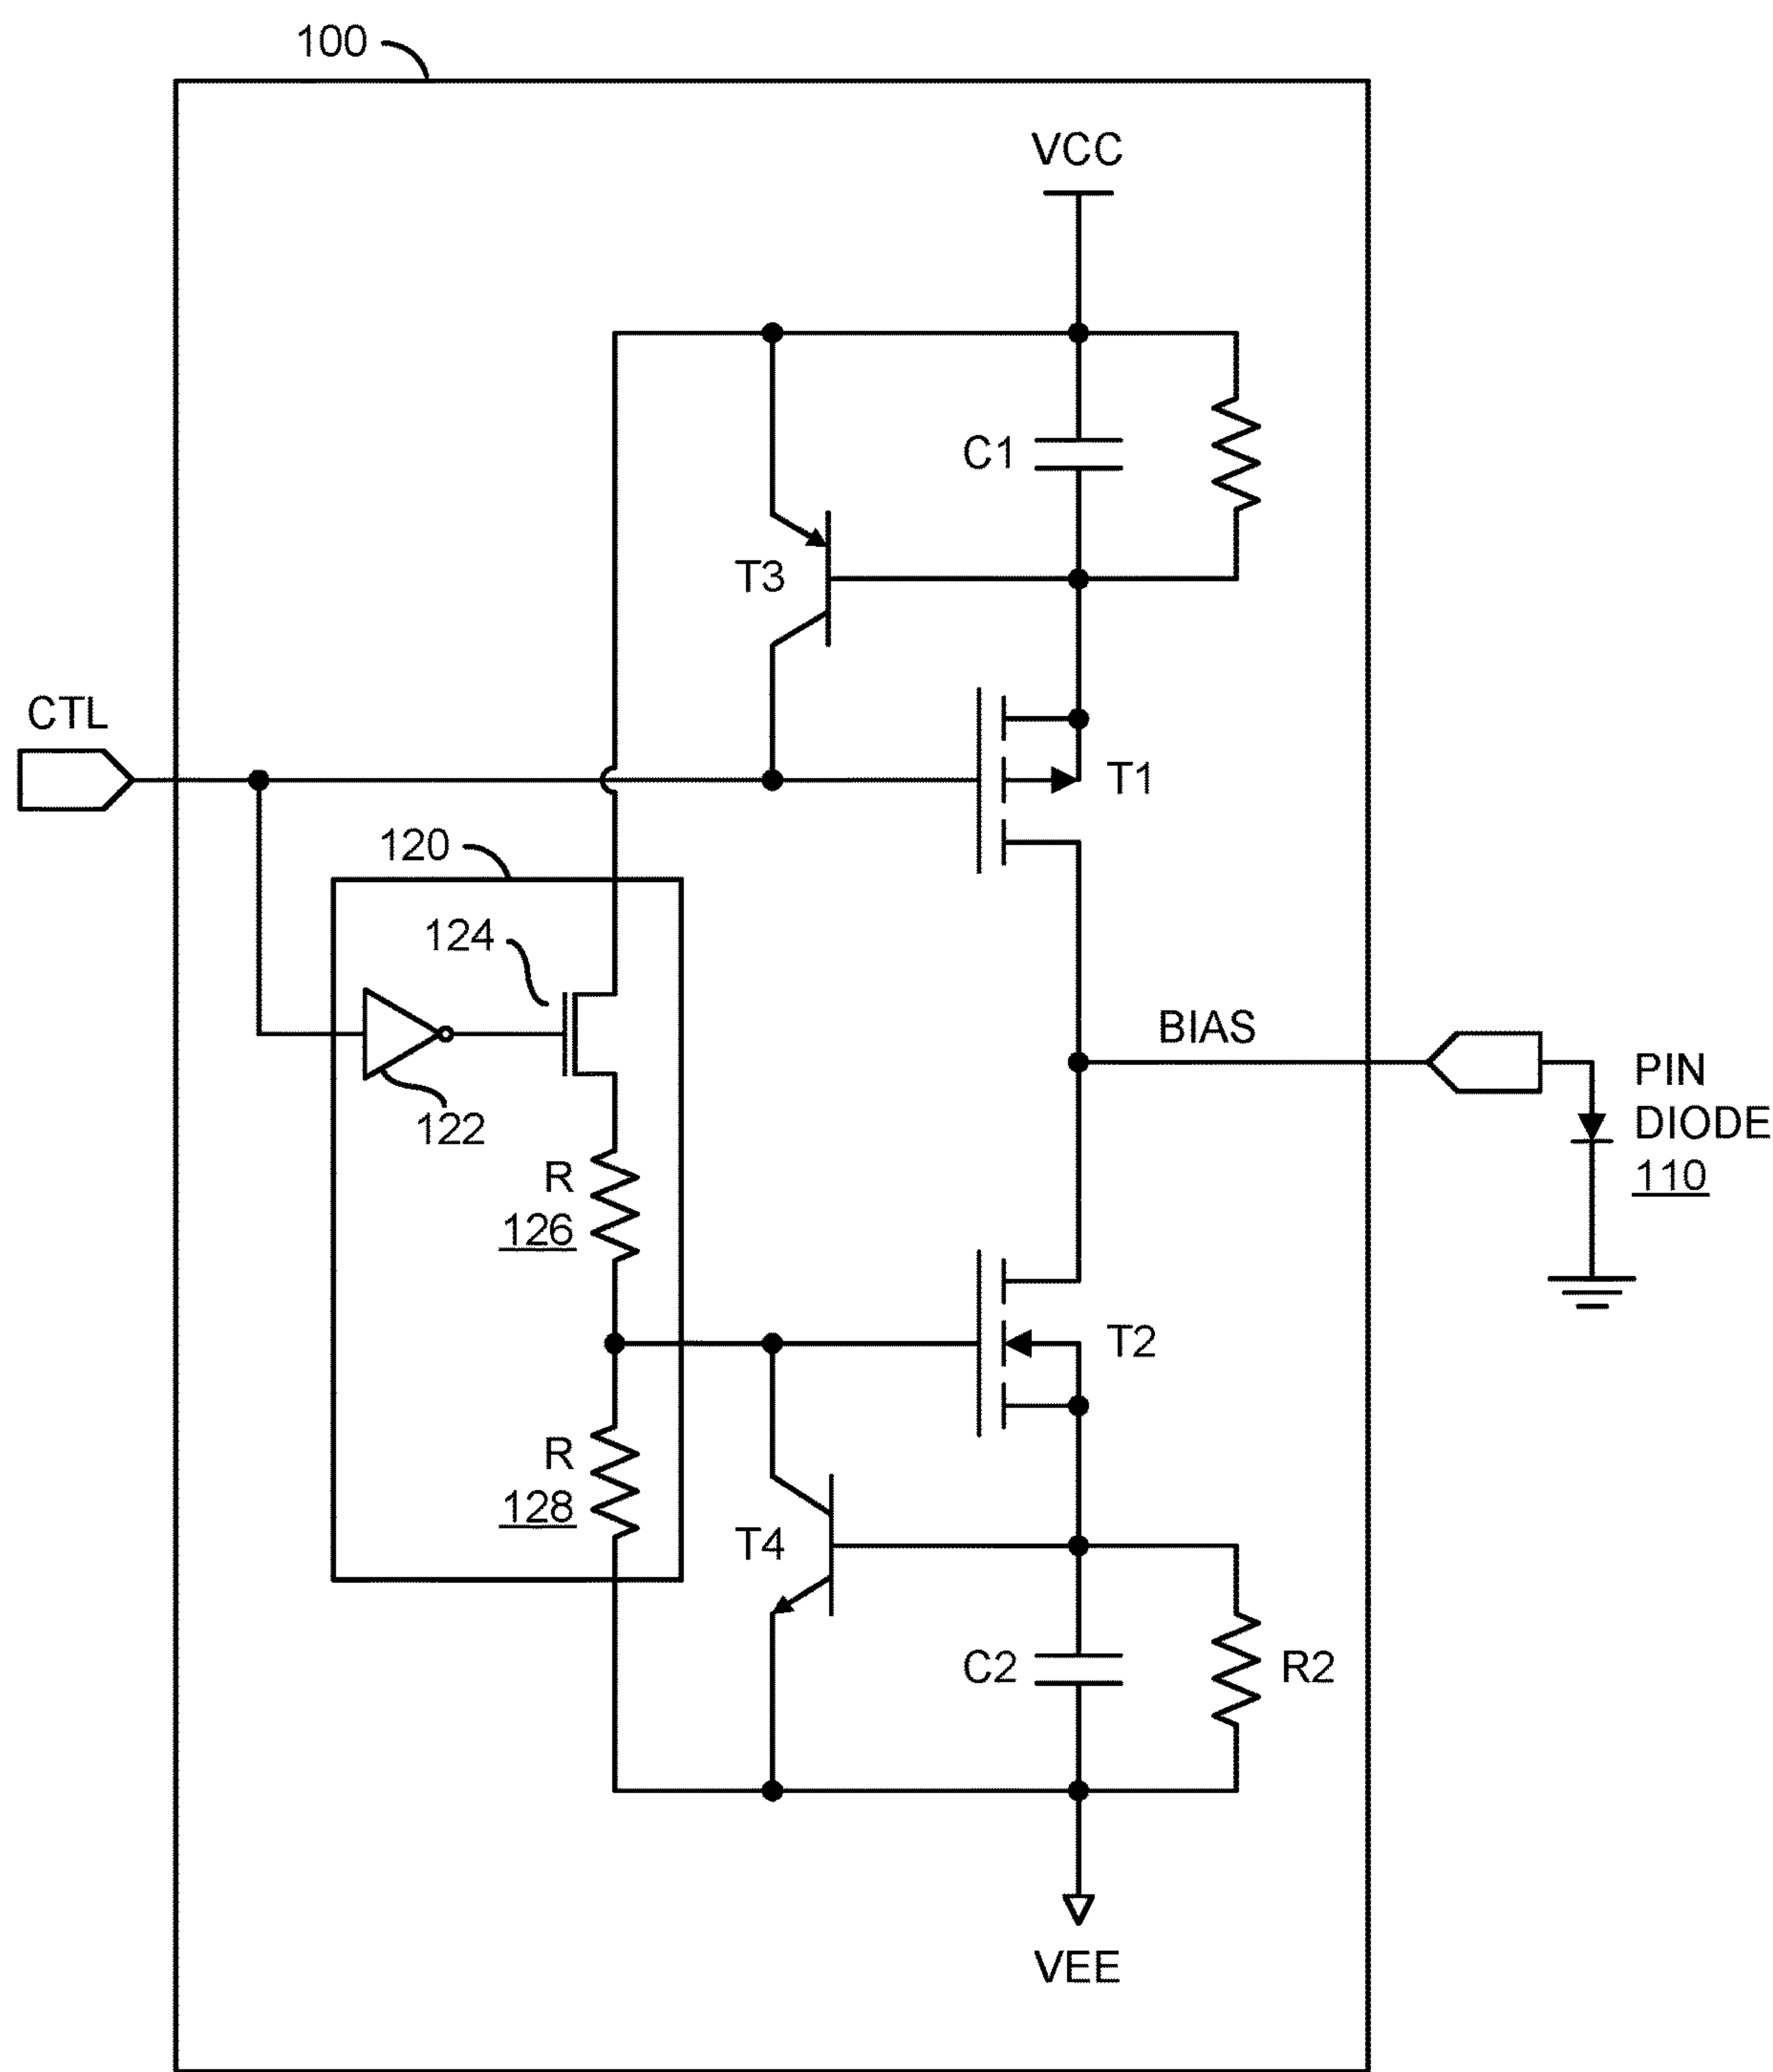 100
VCC
C1
T3
CTL
T1
120
124
BIAS
122
PIN
DIODE
110
R
126
T2
R
128
T4
C2
R2
VEE